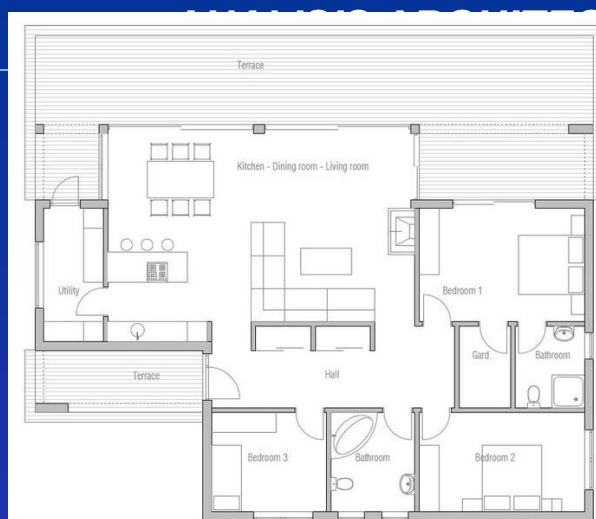 Terrace
Kitchen - Dining room - Living room
Utility
Bedroom 1
Gard.
Bathroom
Terrace
Hall
Bedroom 3
Bathroom
Bedroom 2